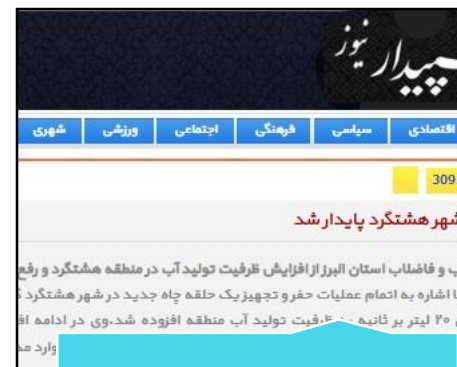 سپیدار نیوز
اقتصادی سیاسی فرهنگی اجتماعی ورزشی شهری
309
شهر هشتگرد پایدار شد
ب و فاضلاب استان البرز از افزایش ظرفیت تولید آب در منطقه هشتگرد و رفع
ا اشاره به اتمام عملیات حفر و تجهیز یک حلقه چاه جدید در شهر هشتگرد
۲۰ لیتر بر ثانیه به ظرفیت تولید آب منطقه افزوده شد.وی در ادامه
وارد